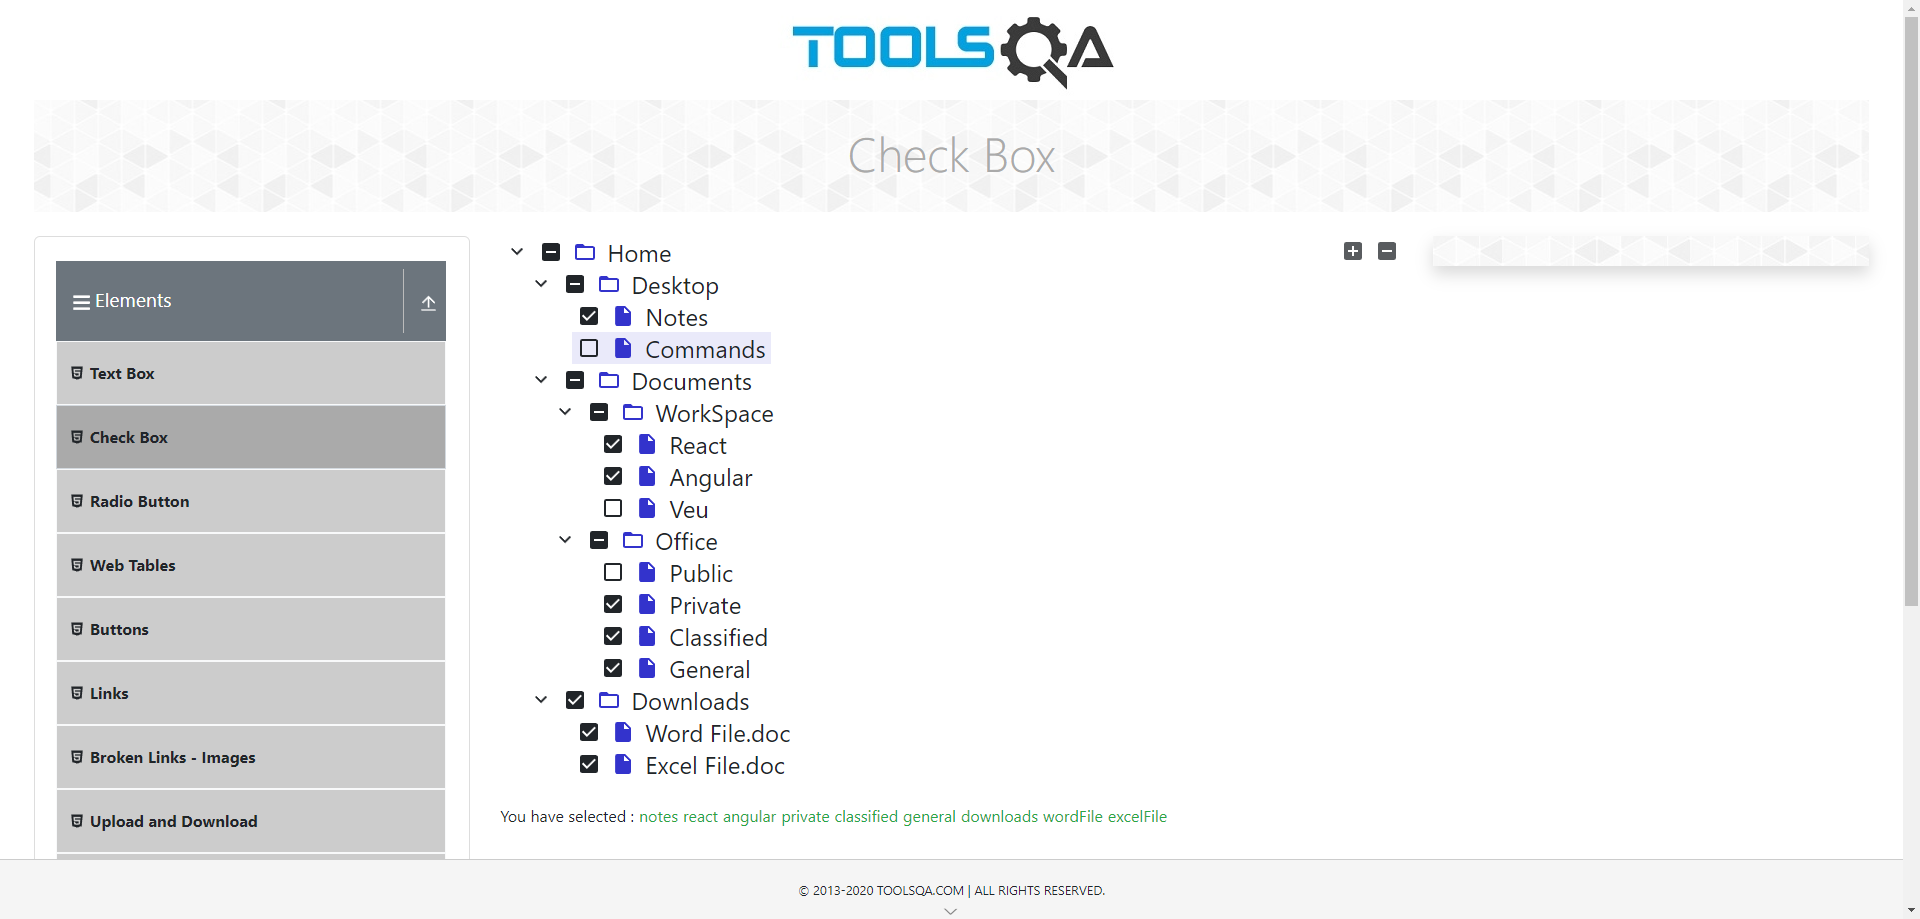 TOOLSQA
Check Box
Elements
Text Box
Check Box
Radio Button
Web Tables
Buttons
Links
Broken Links - Images
Upload and Download
Home
Desktop
Notes
Commands
Documents
WorkSpace
React
Angular
Veu
Office
Public
Private
Classified
General
Downloads
Word File.doc
Excel File.doc
You have selected : notes react angular private classified general downloads wordFile excelFile
© 2013-2020 TOOLSQA.COM | ALL RIGHTS RESERVED.